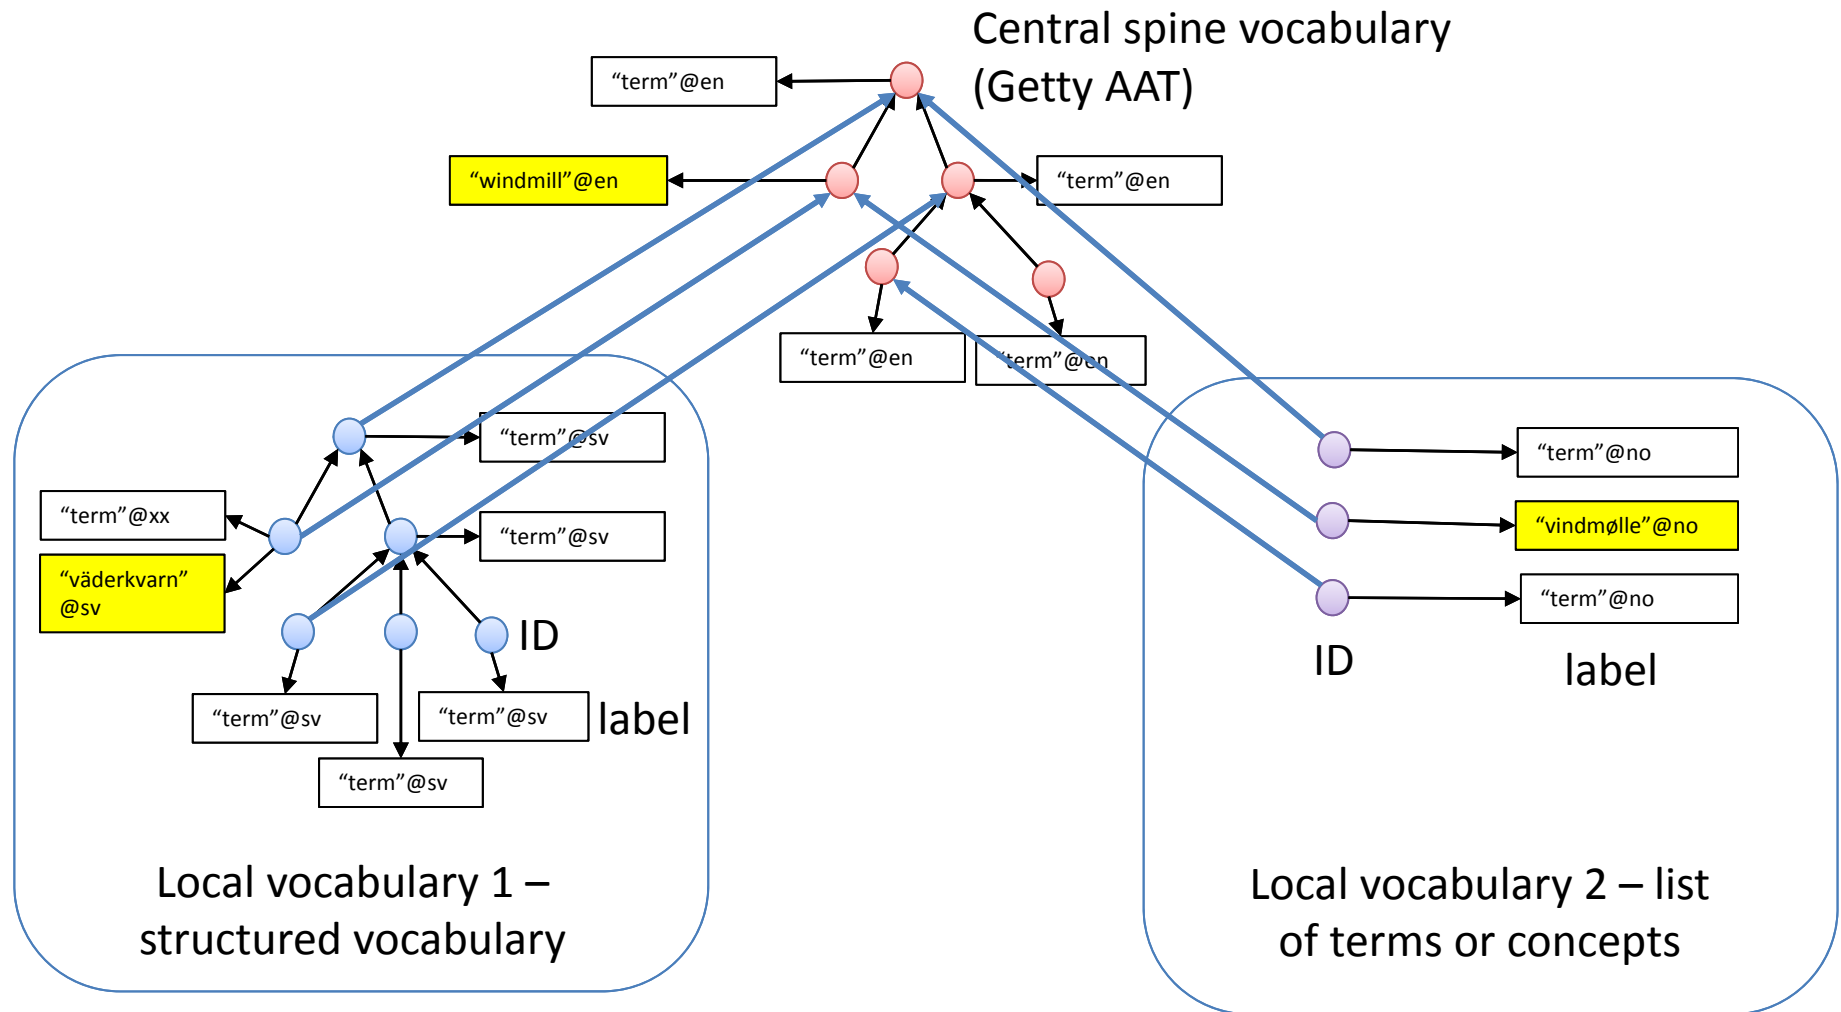 Central spine vocabulary
(Getty AAT)
“term”@en
“windmill”@en
“term”@en
“term”@en
“term”@en
“term”@sv
“term”@xx
“väderkvarn”
@sv
“term”@sv
ID
“term”@sv
“term”@sv
label
“term”@sv
Local vocabulary 1 –
structured vocabulary
“term”@no
“vindmølle”@no
“term”@no
ID
label
Local vocabulary 2 – list
of terms or concepts